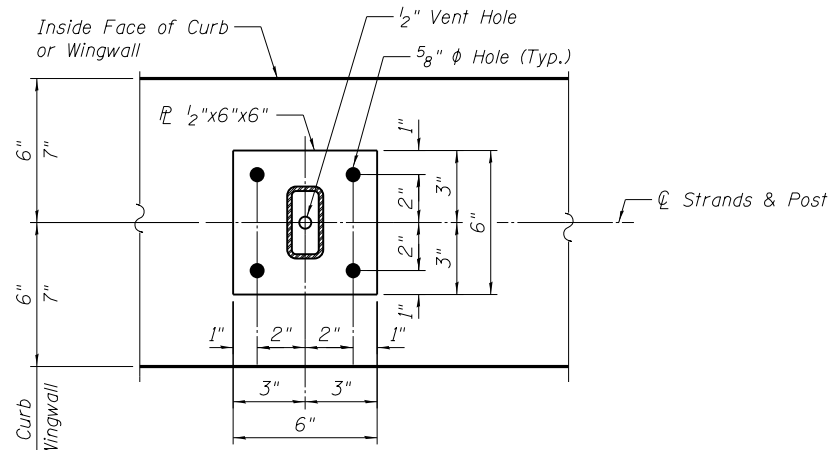 ½" Vent Hole
Inside Face of Curb
or Wingwall
⅝" ϕ Hole (Typ.)
℄ Strands & Post
PL ½"x6"x6"
6"
7"
6"
7"
1"
2"
2"
1"
3"
3"
6"
1"
2"
2"
1"
3"
3"
6"
Curb
Wingwall